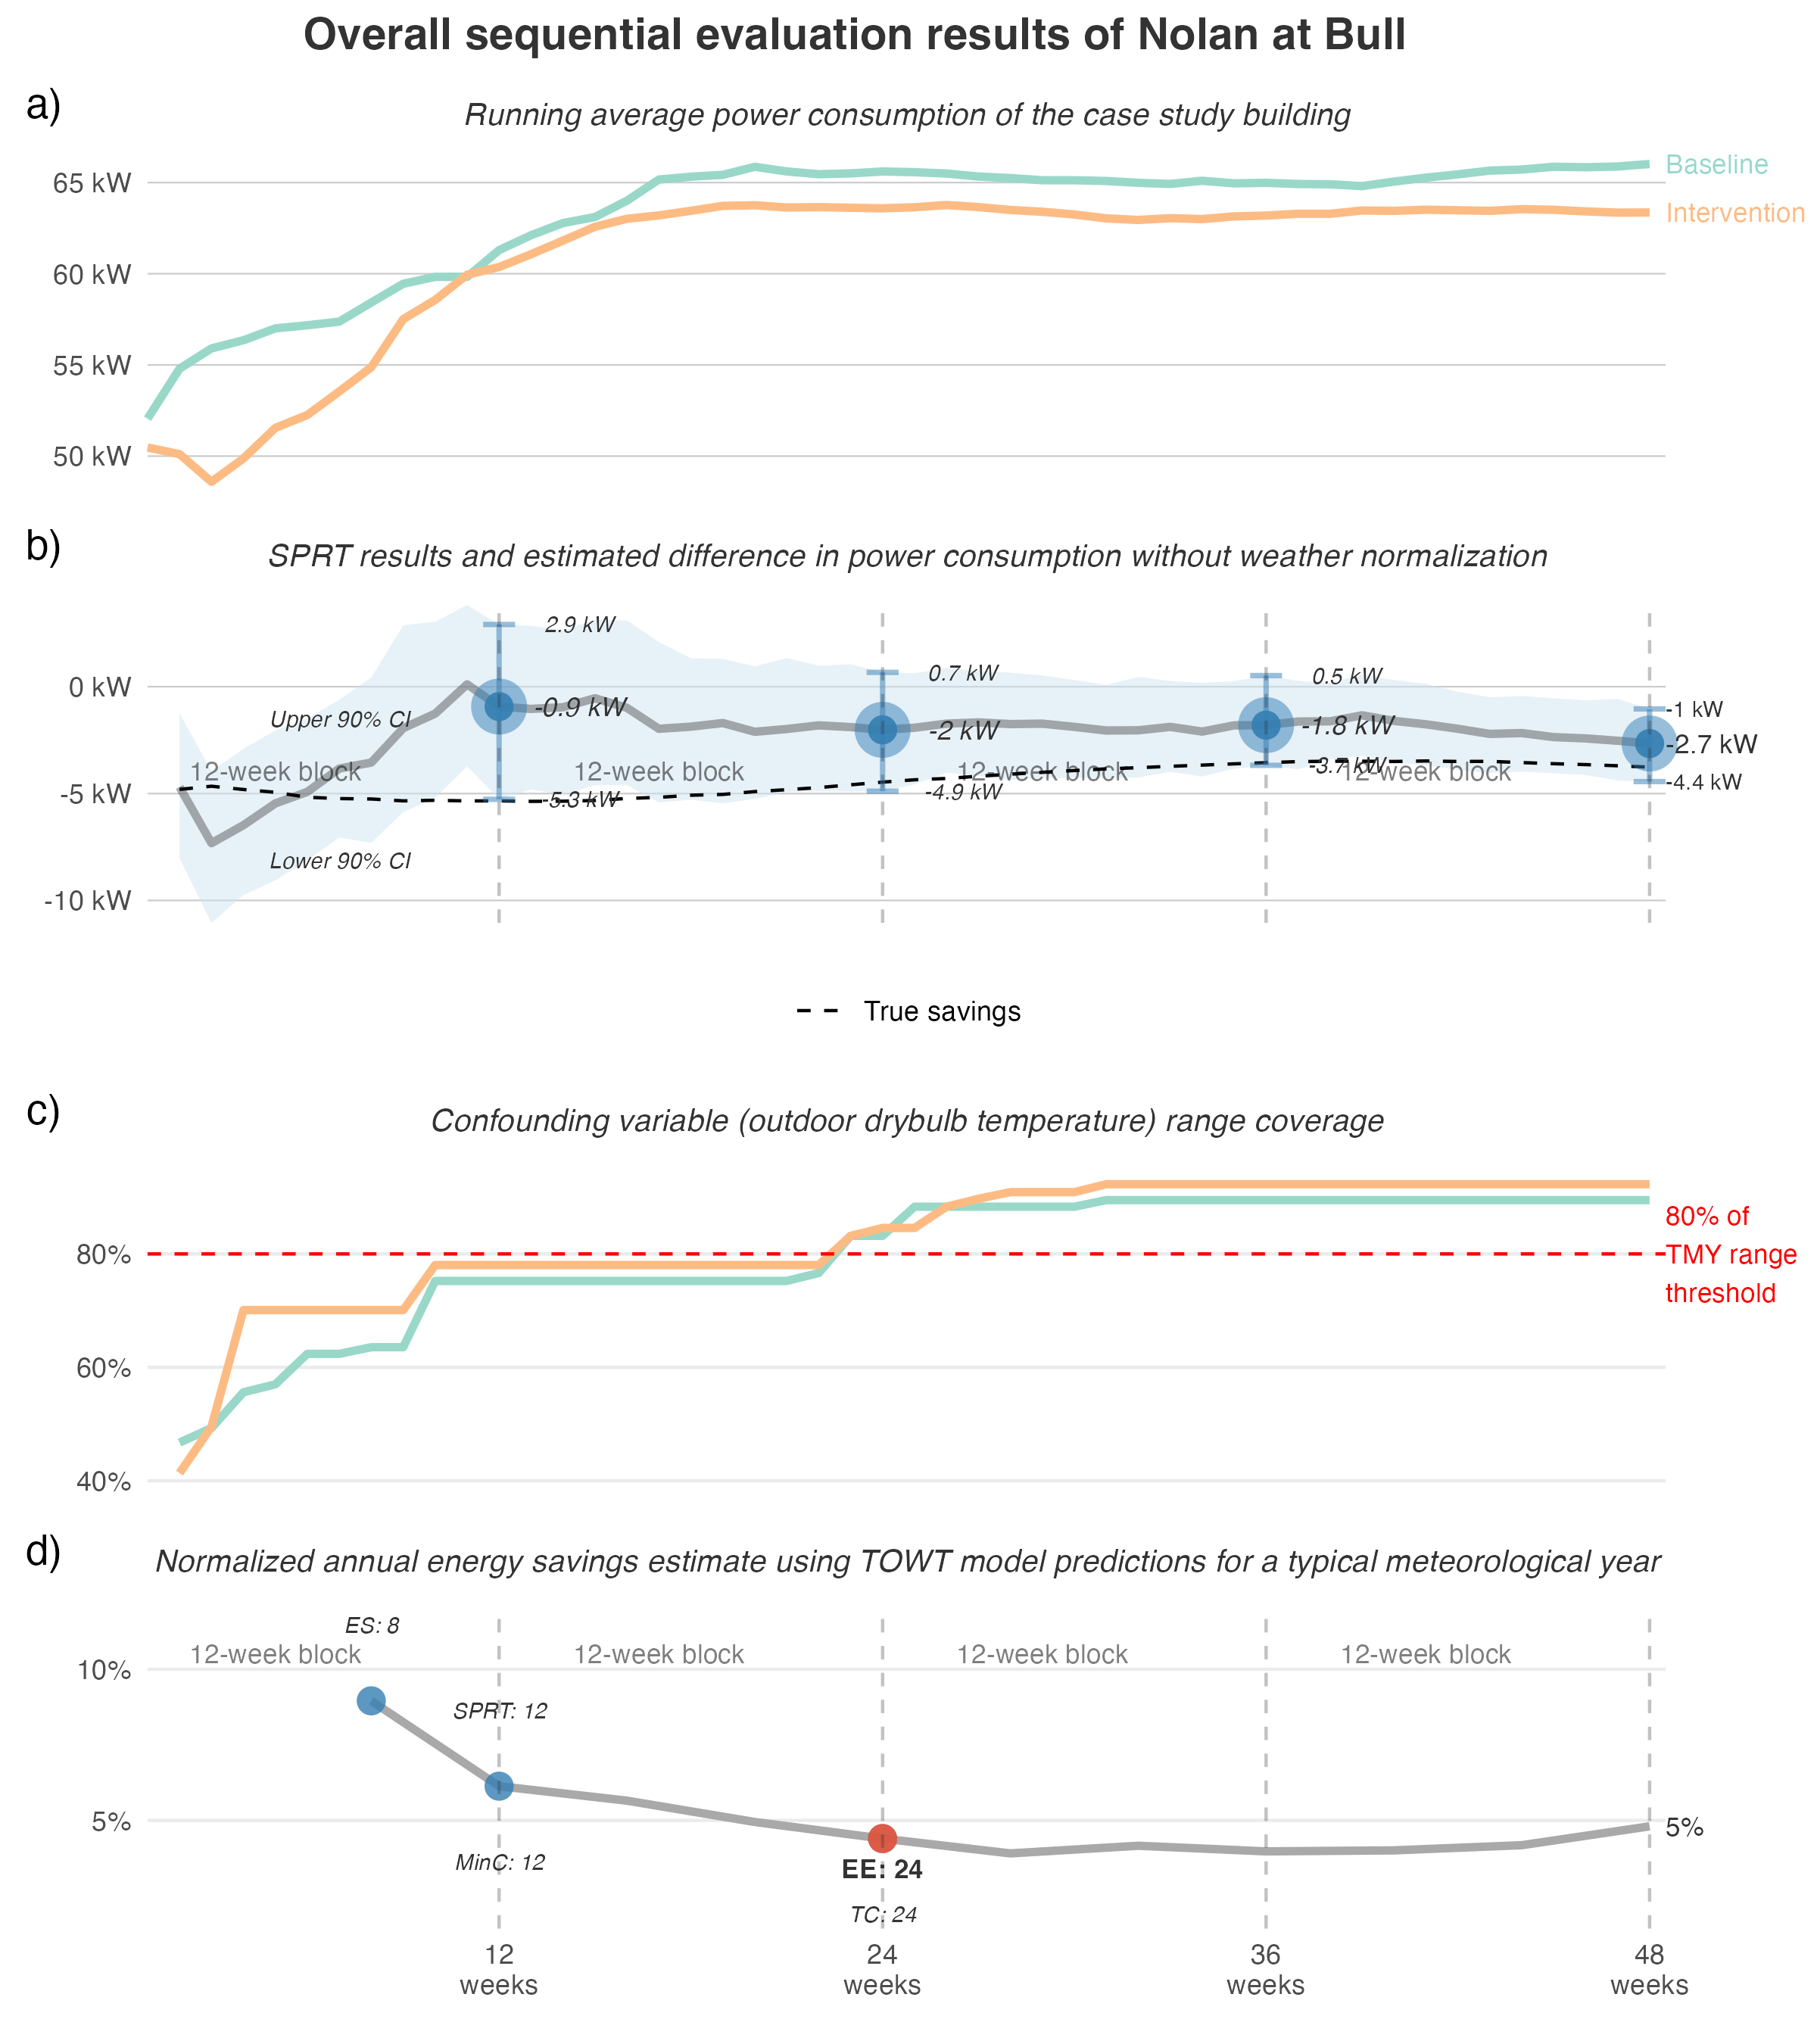 Overall sequential evaluation results of Nolan at Bull
a)
Running average power consumption of the case study building
65 kW
60 kW
55 kW
50 kW
Baseline
Intervention
b)
SPRT results and estimated difference in power consumption without weather normalization
0 kW
-5 kW
-10 kW
2.9 kW
0.7 kW
0.5 kW
-1 kW
Upper 90% CI
-0.9 kW
-2 kW
-1.8 kW
-2.7 kW
12-week block
12-week block
12-week block
12-week block
-5.3 kW
-4.9 kW
-3.7 kW
-4.4 kW
Lower 90% CI
True savings
c)
Confounding variable (outdoor drybulb temperature) range coverage
80%
60%
40%
80% of
TMY range
threshold
d)
Normalized annual energy savings estimate using TOWT model predictions for a typical meteorological year
ES: 8
12-week block
12-week block
12-week block
12-week block
10%
5%
SPRT: 12
MinC: 12
EE: 24
TC: 24
5%
12
weeks
24
weeks
36
weeks
48
weeks